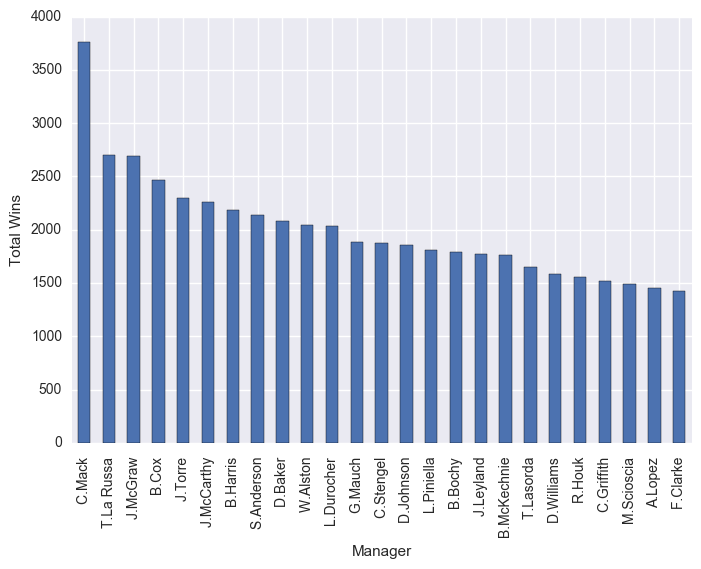 4000
3500
3000
2500
2000
1500
1000
500
0
Total Wins
C.Mack
T.La Russa
J.McGraw
B.Cox
J.Torre
J.McCarthy
B.Harris
S.Anderson
D.Baker
W.Alston
L.Durocher
G.Mauch
C.Stengel
D.Johnson
L.Piniella
B.Bochy
J.Leyland
B.McKechnie
T.Lasorda
D.Williams
R.Houk
C.Griffith
M.Scioscia
A.Lopez
F.Clarke
Manager